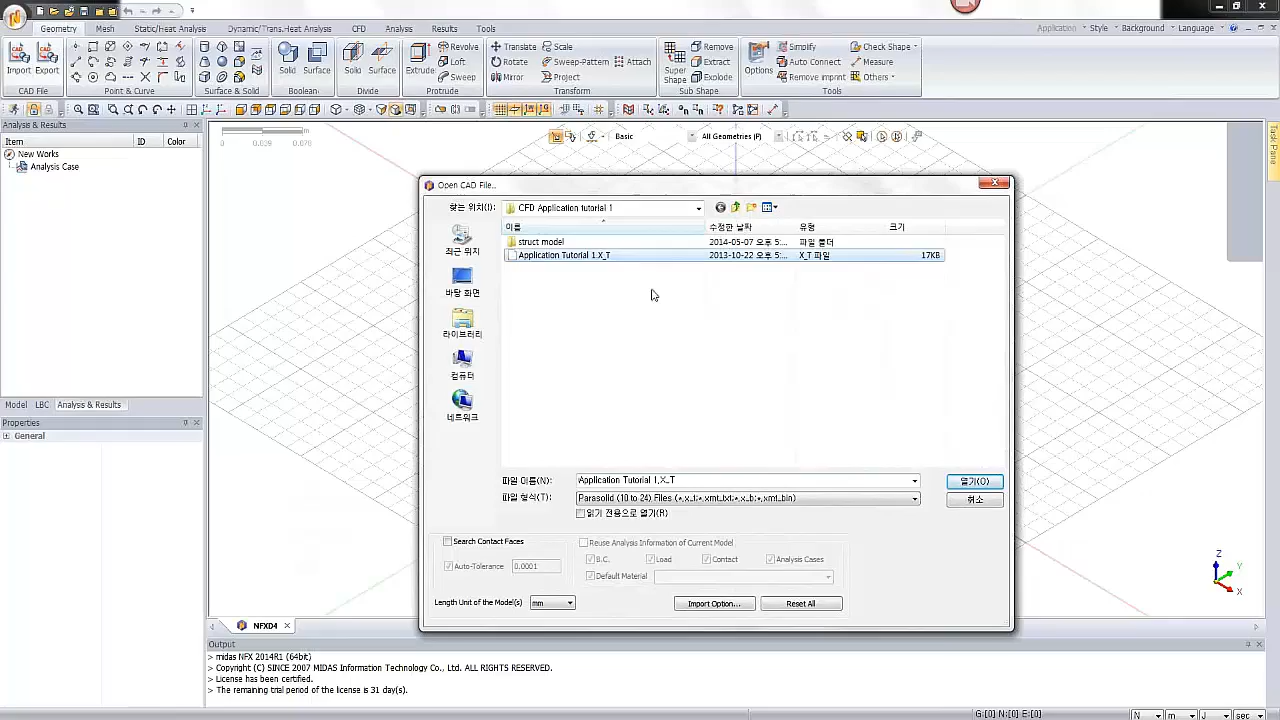 Geometry Mesh Static/Heat Analysis Dynamic/Trans.Heat Analysis CFD Analysis Results Tools Application Style Background Language
Import Export Solid Surface Solid Surface Extrude Revolve Loft Sweep Translate Rotate Mirror Scale Sweep-Pattern Project Attach Super Shape Remove Extract Explode Options Simplify Auto Connect Remove Imprint Check Shape Measure Others
CAD File Point & Curve Surface & Solid Boolean Divide Protrude Transform Sub Shape Tools
Analysis & Results
Item ID Color
New Works
Analysis Case
Basic All Geometries (P)
0 0.039 0.078
m
Task Pane
Open CAD File..
찾는 위치(I): CFD Application tutorial 1
이름 수정한 날짜 유형 크기
struct model 2014-05-07 오후 5:... 파일 폴더
Application Tutorial 1.X_T 2013-10-22 오후 5:... X_T 파일 17KB
최근 위치
바탕 화면
라이브러리
컴퓨터
네트워크
파일 이름(N): Application Tutorial 1.X_T 열기(O)
파일 형식(T): Parasolid (10 to 24) Files (*.x_t;*.xmt_txt;*.x_b;*.xmt_bin) 취소
읽기 전용으로 열기(R)
Search Contact Faces Reuse Analysis Information of Current Model
Auto-Tolerance 0.0001 B.C. Load Contact Analysis Cases
Default Material
Length Unit of the Model(s) mm Import Option... Reset All
Model LBC Analysis & Results
Properties
General
Z
Y
X
NFXD4
Output
> midas NFX 2014R1 (64bit)
> Copyright (C) SINCE 2007 MIDAS Information Technology Co., Ltd. ALL RIGHTS RESERVED.
> License has been certified.
> The remaining trial period of the license is 31 day(s).
G:[0] N:[0] E:[0]
N m J sec